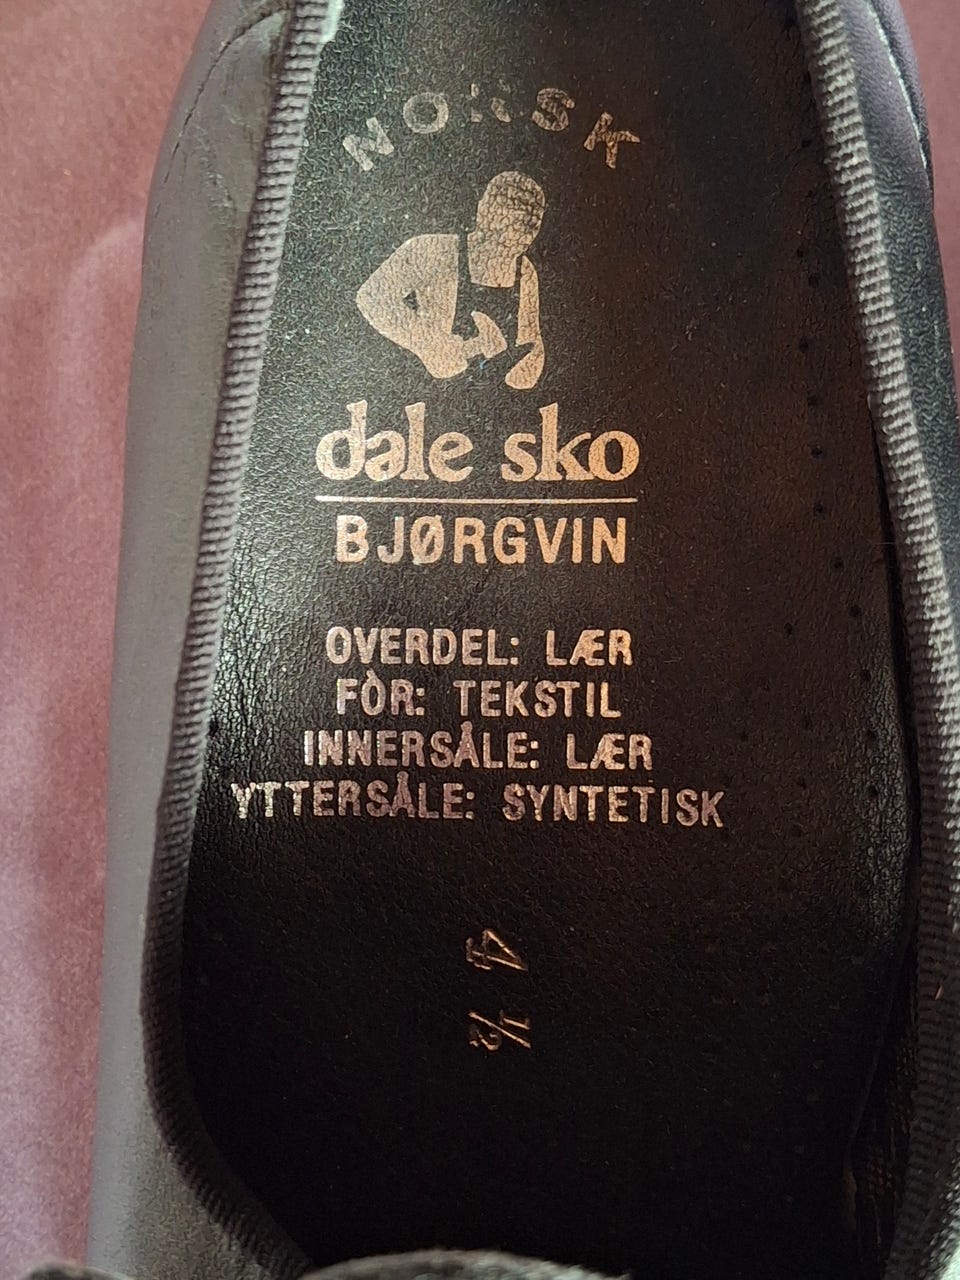 NORSK
dale sko
BJØRGVIN
OVERDEL: LÆR
FÒR: TEKSTIL
INNERSÅLE: LÆR
YTTERSÅLE: SYNTETISK
4 1/2